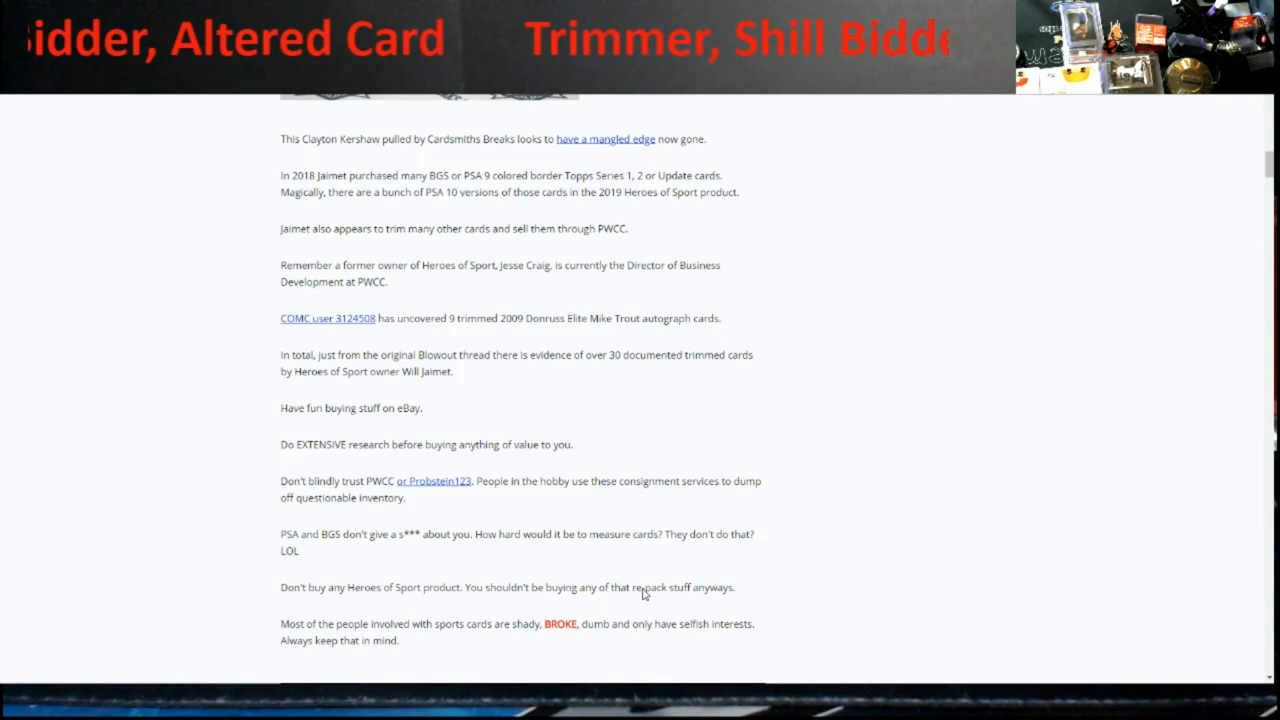 idder, Altered Card Trimmer, Shill Bidde
This Clayton Kershaw pulled by Cardsmiths Breaks looks to have a mangled edge now gone.
In 2018 Jaimet purchased many BGS or PSA 9 colored border Topps Series 1, 2 or Update cards.
Magically, there are a bunch of PSA 10 versions of those cards in the 2019 Heroes of Sport product.
Jaimet also appears to trim many other cards and sell them through PWCC.
Remember a former owner of Heroes of Sport, Jesse Craig, is currently the Director of Business
Development at PWCC.
COMC user 3124508 has uncovered 9 trimmed 2009 Donruss Elite Mike Trout autograph cards.
In total, just from the original Blowout thread there is evidence of over 30 documented trimmed cards
by Heroes of Sport owner Will Jaimet.
Have fun buying stuff on eBay.
Do EXTENSIVE research before buying anything of value to you.
Don't blindly trust PWCC or Probstein123. People in the hobby use these consignment services to dump
off questionable inventory.
PSA and BGS don't give a s*** about you. How hard would it be to measure cards? They don't do that?
LOL
Don't buy any Heroes of Sport product. You shouldn't be buying any of that re-pack stuff anyways.
Most of the people involved with sports cards are shady, BROKE, dumb and only have selfish interests.
Always keep that in mind.